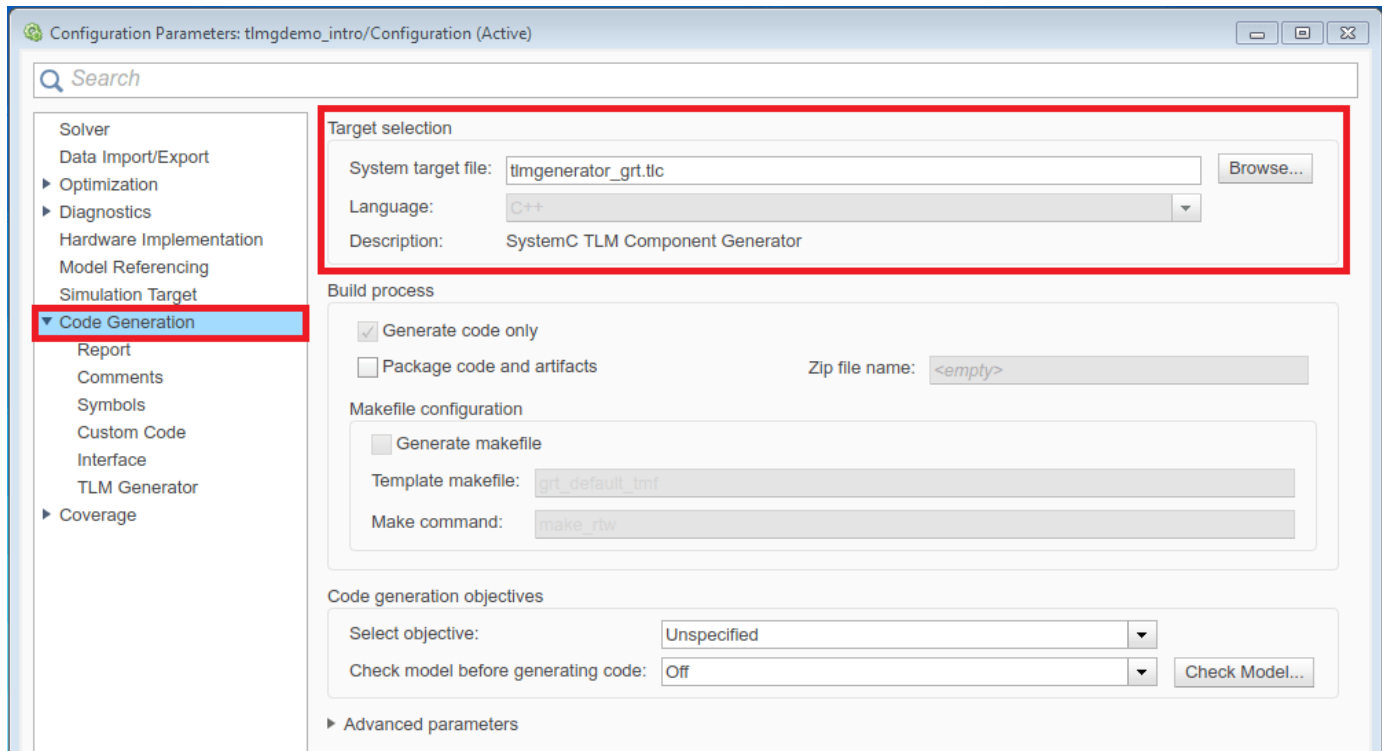 Configuration Parameters: tlmgdemo_intro/Configuration (Active)
Search
Solver
Data Import/Export
Optimization
Diagnostics
Hardware Implementation
Model Referencing
Simulation Target
Code Generation
Report
Comments
Symbols
Custom Code
Interface
TLM Generator
Coverage
Target selection
System target file: tlmgenerator_grt.tlc Browse...
Language: C++
Description: SystemC TLM Component Generator
Build process
Generate code only
Package code and artifacts Zip file name: <empty>
Makefile configuration
Generate makefile
Template makefile: grt_default_tmf
Make command: make_rtw
Code generation objectives
Select objective: Unspecified
Check model before generating code: Off Check Model...
Advanced parameters